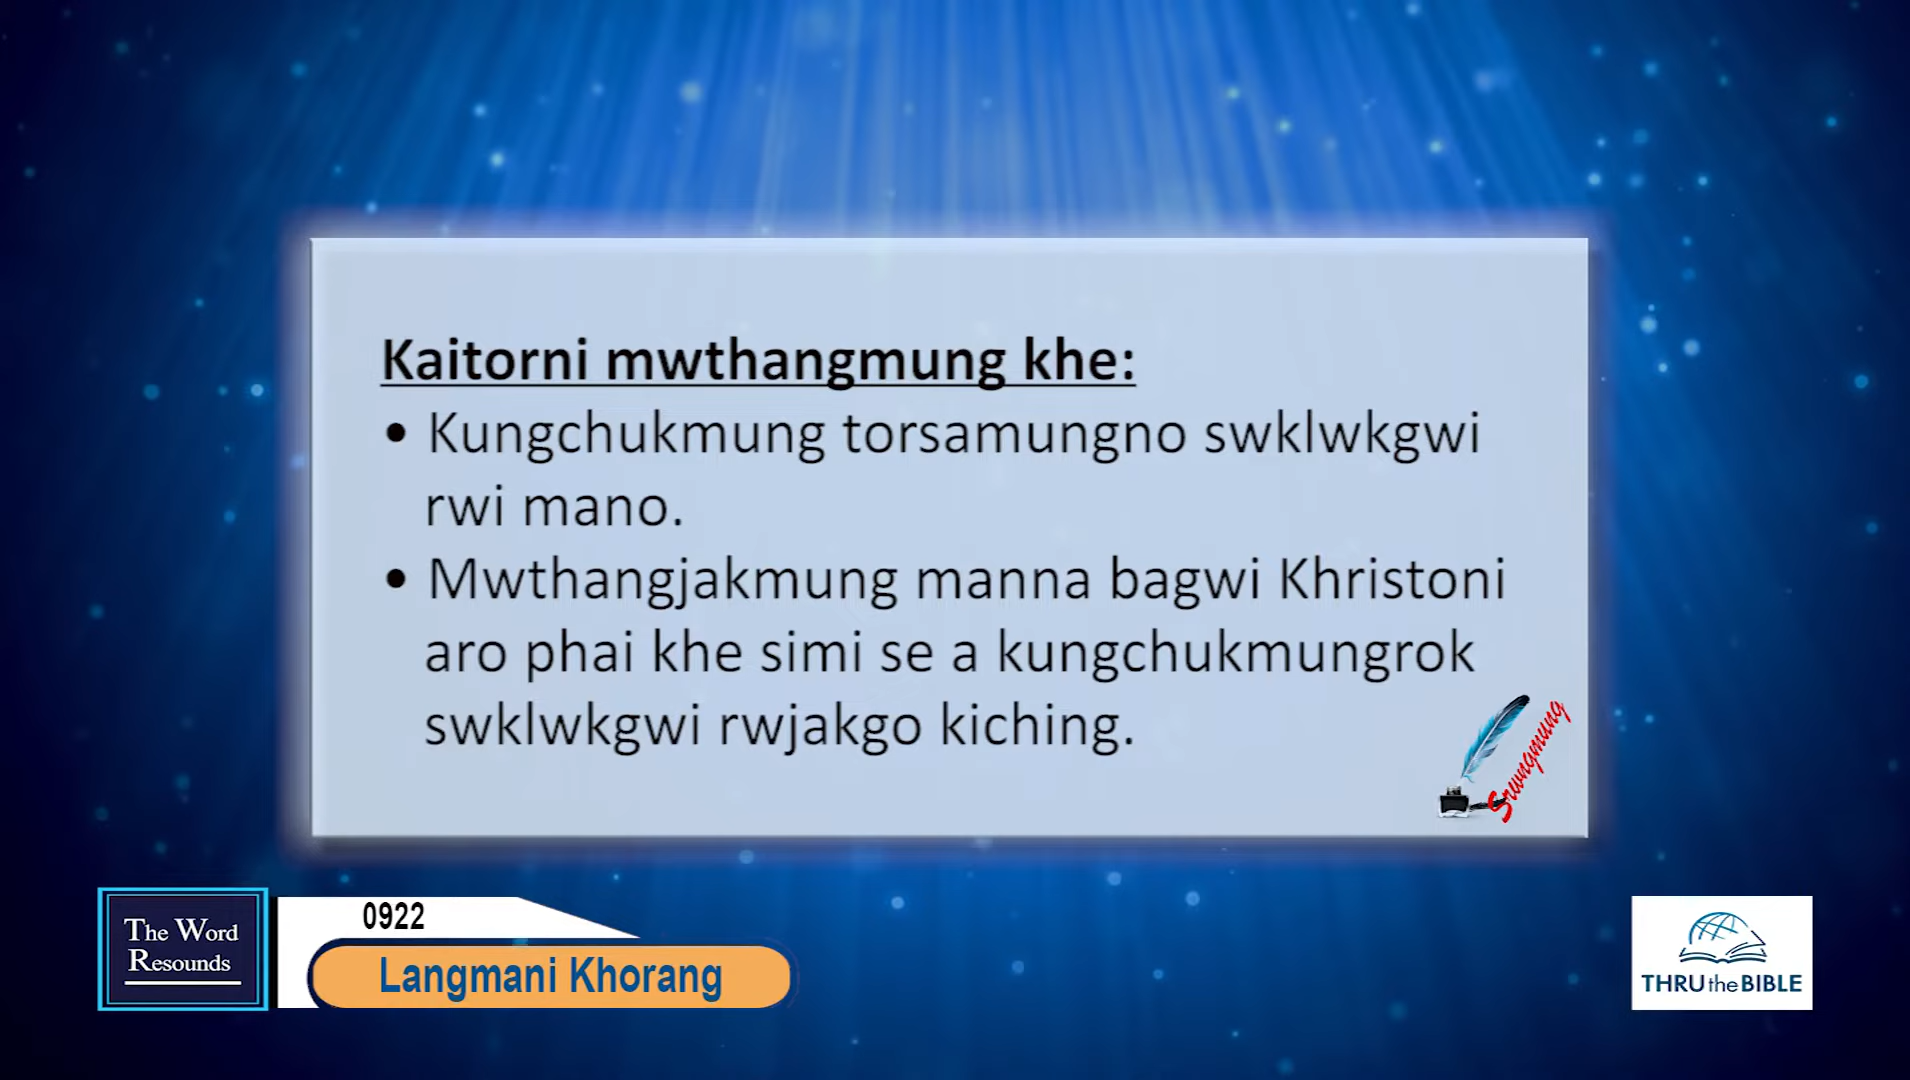 Kaitorni mwthangmung khe:
• Kungchukmung torsamungno swklwkgwi
rwi mano.
• Mwthangjakmung manna bagwi Khristoni
aro phai khe simi se a kungchukmungrok
swklwkgwi rwjakgo kiching.
Srwngmung
The Word
Resounds
0922
Langmani Khorang
THRU the BIBLE